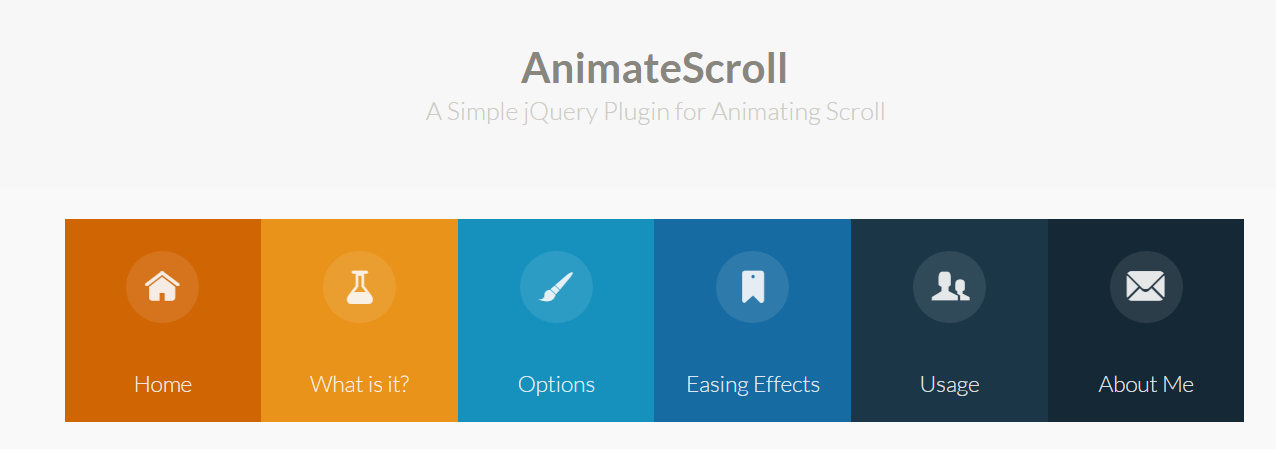 AnimateScroll
A Simple jQuery Plugin for Animating Scroll
Home
What is it?
Options
Easing Effects
Usage
About Me